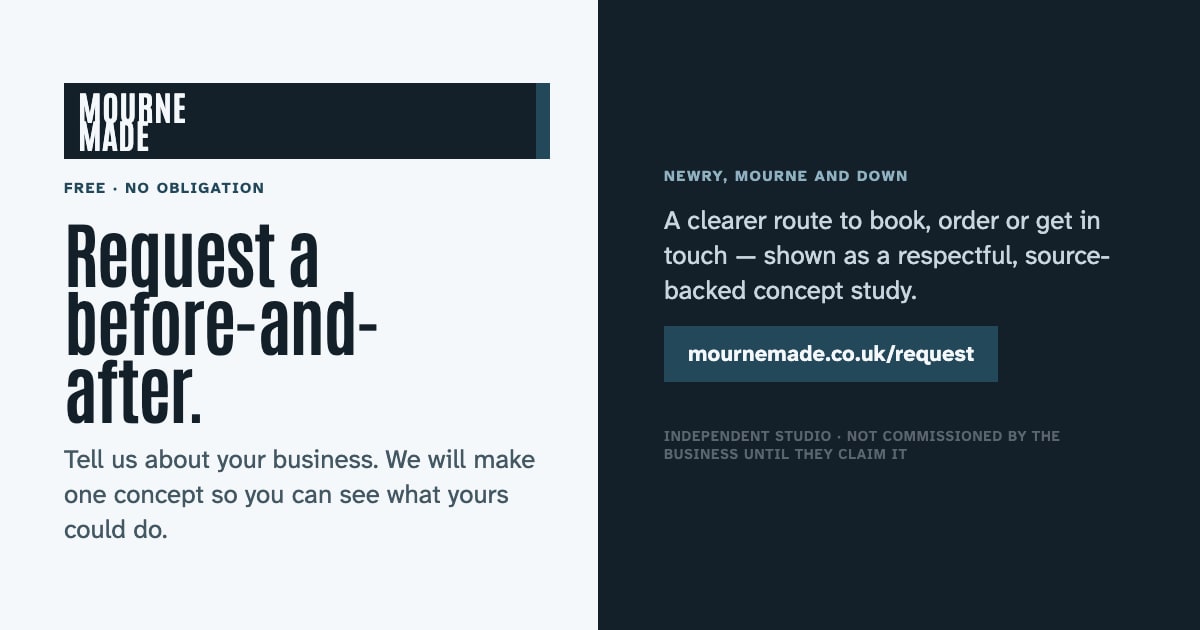 MOURNE
MADE
FREE · NO OBLIGATION
Request a
before-and-
after.
Tell us about your business. We will make
one concept so you can see what yours
could do.
NEWRY, MOURNE AND DOWN
A clearer route to book, order or get in
touch — shown as a respectful, source-
backed concept study.
mournemade.co.uk/request
INDEPENDENT STUDIO · NOT COMMISSIONED BY THE
BUSINESS UNTIL THEY CLAIM IT